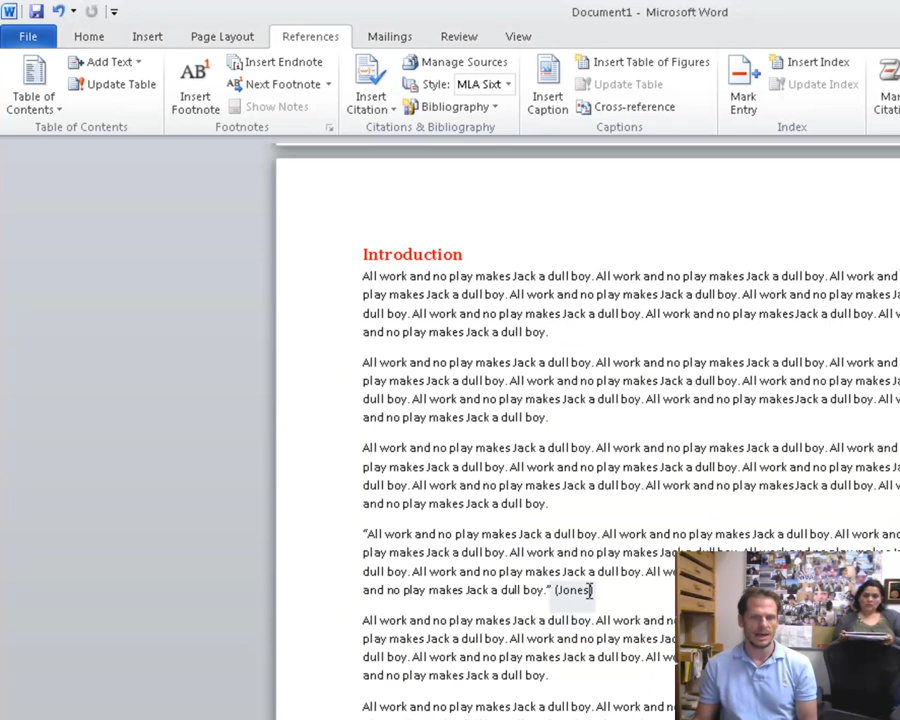 Document1 - Microsoft Word
File Home Insert Page Layout References Mailings Review View
Table of Contents
Add Text
Update Table
Table of Contents
AB1
Insert Footnote
Insert Endnote
AB1 Next Footnote
Show Notes
Footnotes
Insert Citation
Manage Sources
Style: MLA Sixt
Bibliography
Citations & Bibliography
Insert Caption
Insert Table of Figures
Update Table
Cross-reference
Captions
Mark Entry
Insert Index
Update Index
Index
Introduction
All work and no play makes Jack a dull boy. All work and no play makes Jack a dull boy. All work and
play makes Jack a dull boy. All work and no play makes Jack a dull boy. All work and no play makes Ja
dull boy. All work and no play makes Jack a dull boy. All work and no play makes Jack a dull boy. All
and no play makes Jack a dull boy.
All work and no play makes Jack a dull boy. All work and no play makes Jack a dull boy. All work and
play makes Jack a dull boy. All work and no play makes Jack a dull boy. All work and no play makes Ja
dull boy. All work and no play makes Jack a dull boy. All work and no play makes Jack a dull boy. All
and no play makes Jack a dull boy.
All work and no play makes Jack a dull boy. All work and no play makes Jack a dull boy. All work and
play makes Jack a dull boy. All work and no play makes Jack a dull boy. All work and no play makes Ja
dull boy. All work and no play makes Jack a dull boy. All work and no play makes Jack a dull boy. All
and no play makes Jack a dull boy.
“All work and no play makes Jack a dull boy. All work and no play makes Jack a dull boy. All work and
play makes Jack a dull boy. All work and no play makes Jack a dull boy.
dull boy. All work and no play makes Jack a dull boy. All work and no
and no play makes Jack a dull boy.” (Jones)
All work and no play makes Jack a dull boy. All work and no
play makes Jack a dull boy. All work and no play makes Jack
dull boy. All work and no play makes Jack a dull boy. All
and no play makes Jack a dull boy.
All work and no play makes Jack a dull boy. All work and no